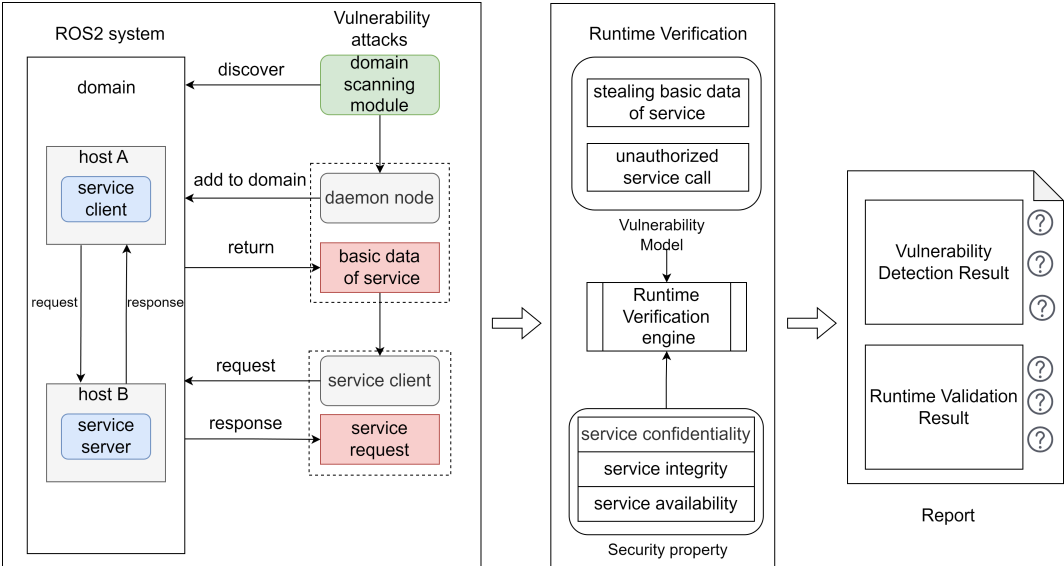 ROS2 system
domain
host A
service
client
request
response
host B
service
server
Vulnerability
attacks
discover
domain
scanning
module
add to domain
daemon node
return
basic data
of service
request
service client
response
service
request
Runtime Verification
stealing basic data
of service
unauthorized
service call
Vulnerability
Model
Runtime
Verification
engine
service confidentiality
service integrity
service availability
Security property
Vulnerability
Detection Result
?
?
?
Runtime Validation
Result
?
?
?
Report